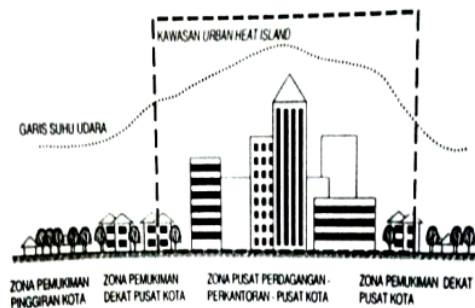 KAWASAN URBAN HEAT ISLAND
GARIS SUHU UDARA
ZONA PEMUKIMAN
PINGGIRAN KOTA
ZONA PEMUKIMAN
DEKAT PUSAT KOTA
ZONA PUSAT PERDAGANGAN -
PERKANTORAN - PUSAT KOTA
ZONA PEMUKIMAN DEKAT
PUSAT KOTA